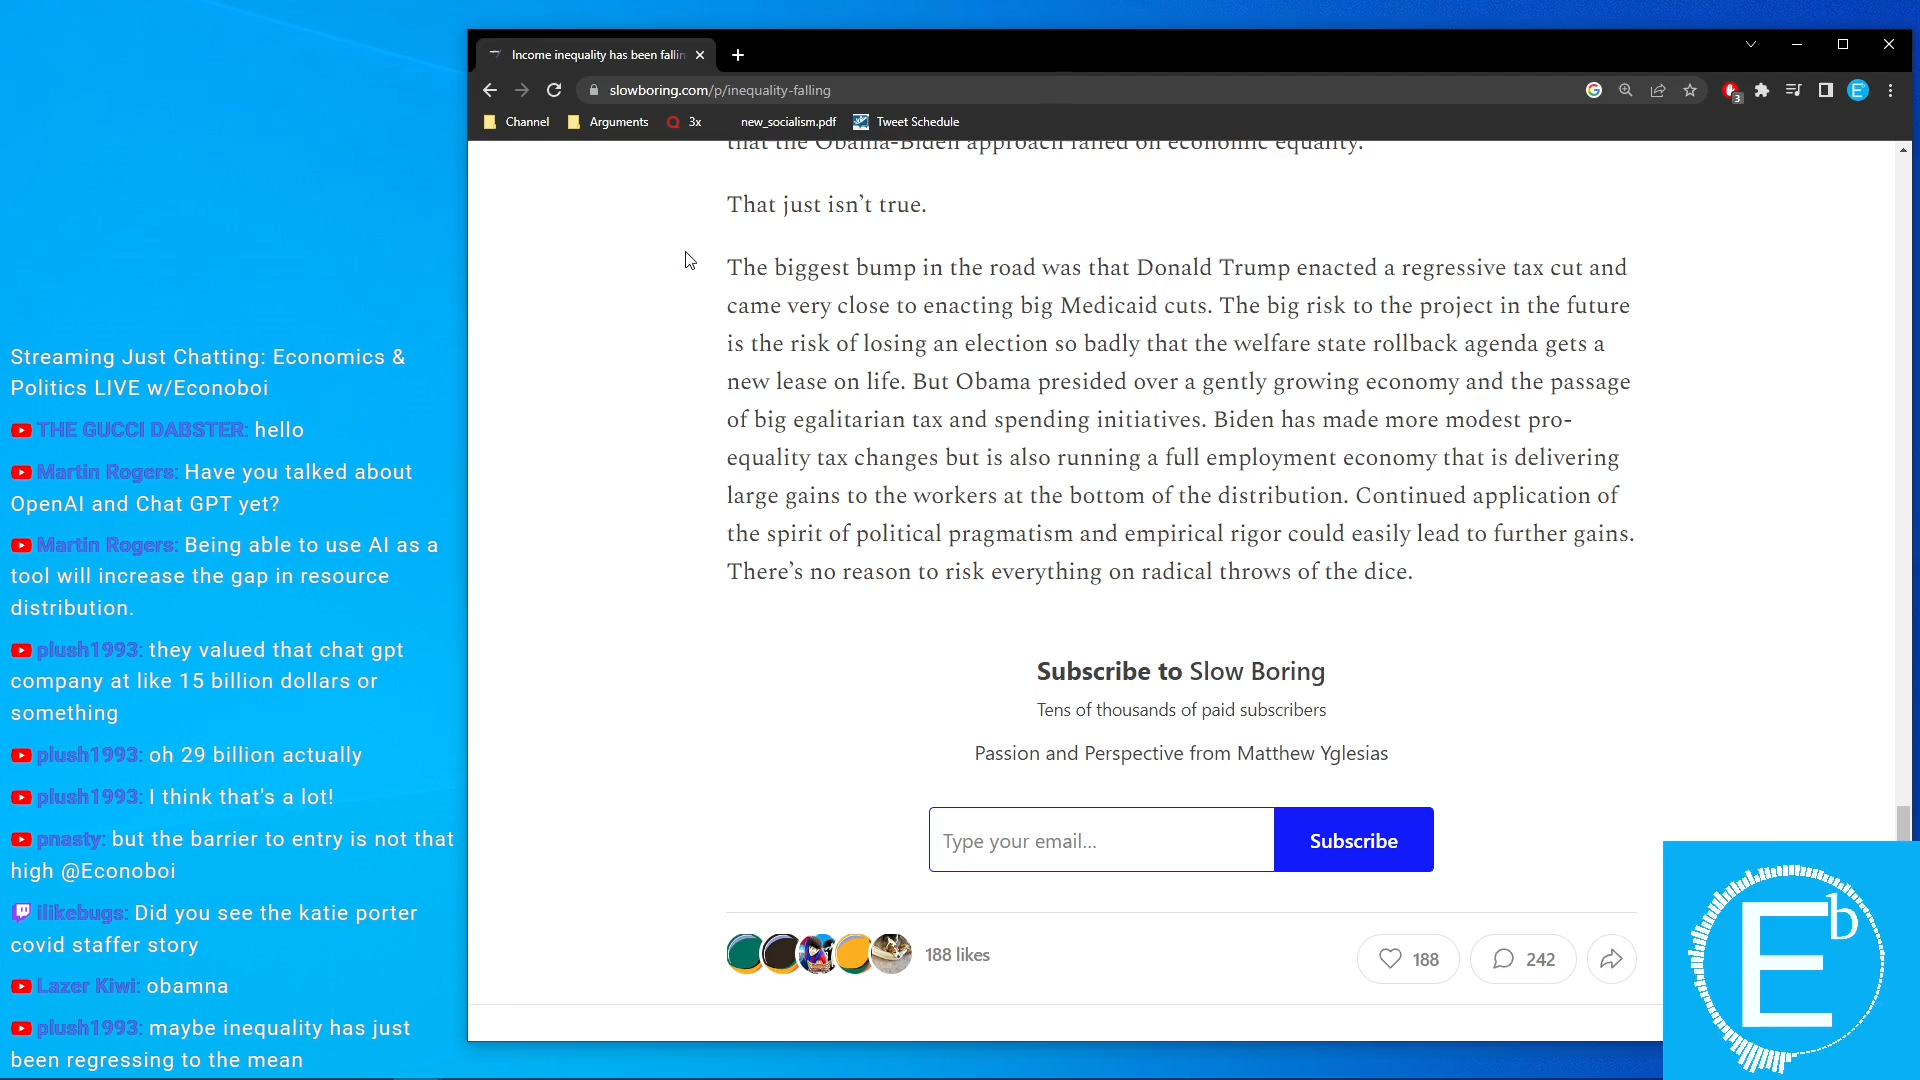 Income inequality has been fallin
slowboring.com/p/inequality-falling
3
E
Channel
Arguments
3x
new_socialism.pdf
Tweet Schedule
that the Obama-Biden approach failed on economic equality.
That just isn’t true.
The biggest bump in the road was that Donald Trump enacted a regressive tax cut and
came very close to enacting big Medicaid cuts. The big risk to the project in the future
is the risk of losing an election so badly that the welfare state rollback agenda gets a
new lease on life. But Obama presided over a gently growing economy and the passage
of big egalitarian tax and spending initiatives. Biden has made more modest pro-
equality tax changes but is also running a full employment economy that is delivering
large gains to the workers at the bottom of the distribution. Continued application of
the spirit of political pragmatism and empirical rigor could easily lead to further gains.
There’s no reason to risk everything on radical throws of the dice.
Subscribe to Slow Boring
Tens of thousands of paid subscribers
Passion and Perspective from Matthew Yglesias
Type your email...
Subscribe
188 likes
188
242
Streaming Just Chatting: Economics &
Politics LIVE w/Econoboi
THE GUCCI DABSTER: hello
Martin Rogers: Have you talked about
OpenAI and Chat GPT yet?
Martin Rogers: Being able to use AI as a
tool will increase the gap in resource
distribution.
plush1993: they valued that chat gpt
company at like 15 billion dollars or
something
plush1993: oh 29 billion actually
plush1993: I think that's a lot!
pnasty: but the barrier to entry is not that
high @Econoboi
ilikebugs: Did you see the katie porter
covid staffer story
Lazer Kiwi: obamna
plush1993: maybe inequality has just
been regressing to the mean
Eb